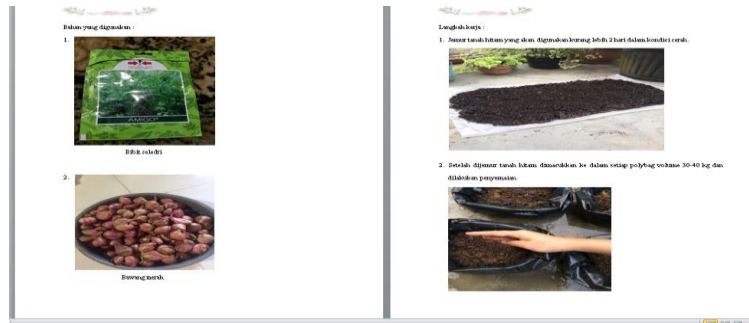 Bahan yang digunakan :
1.
AMIGO
Bibit seledri
2.
Bawang merah
Langkah kerja :
1. Jemur tanah hitam yang akan digunakan kurang lebih 2 hari dalam kondisi cerah.
2. Setelah dijemur tanah hitam dimasukkan ke dalam setiap polybag volume 30-40 kg dan
dilakukan penyemaian.